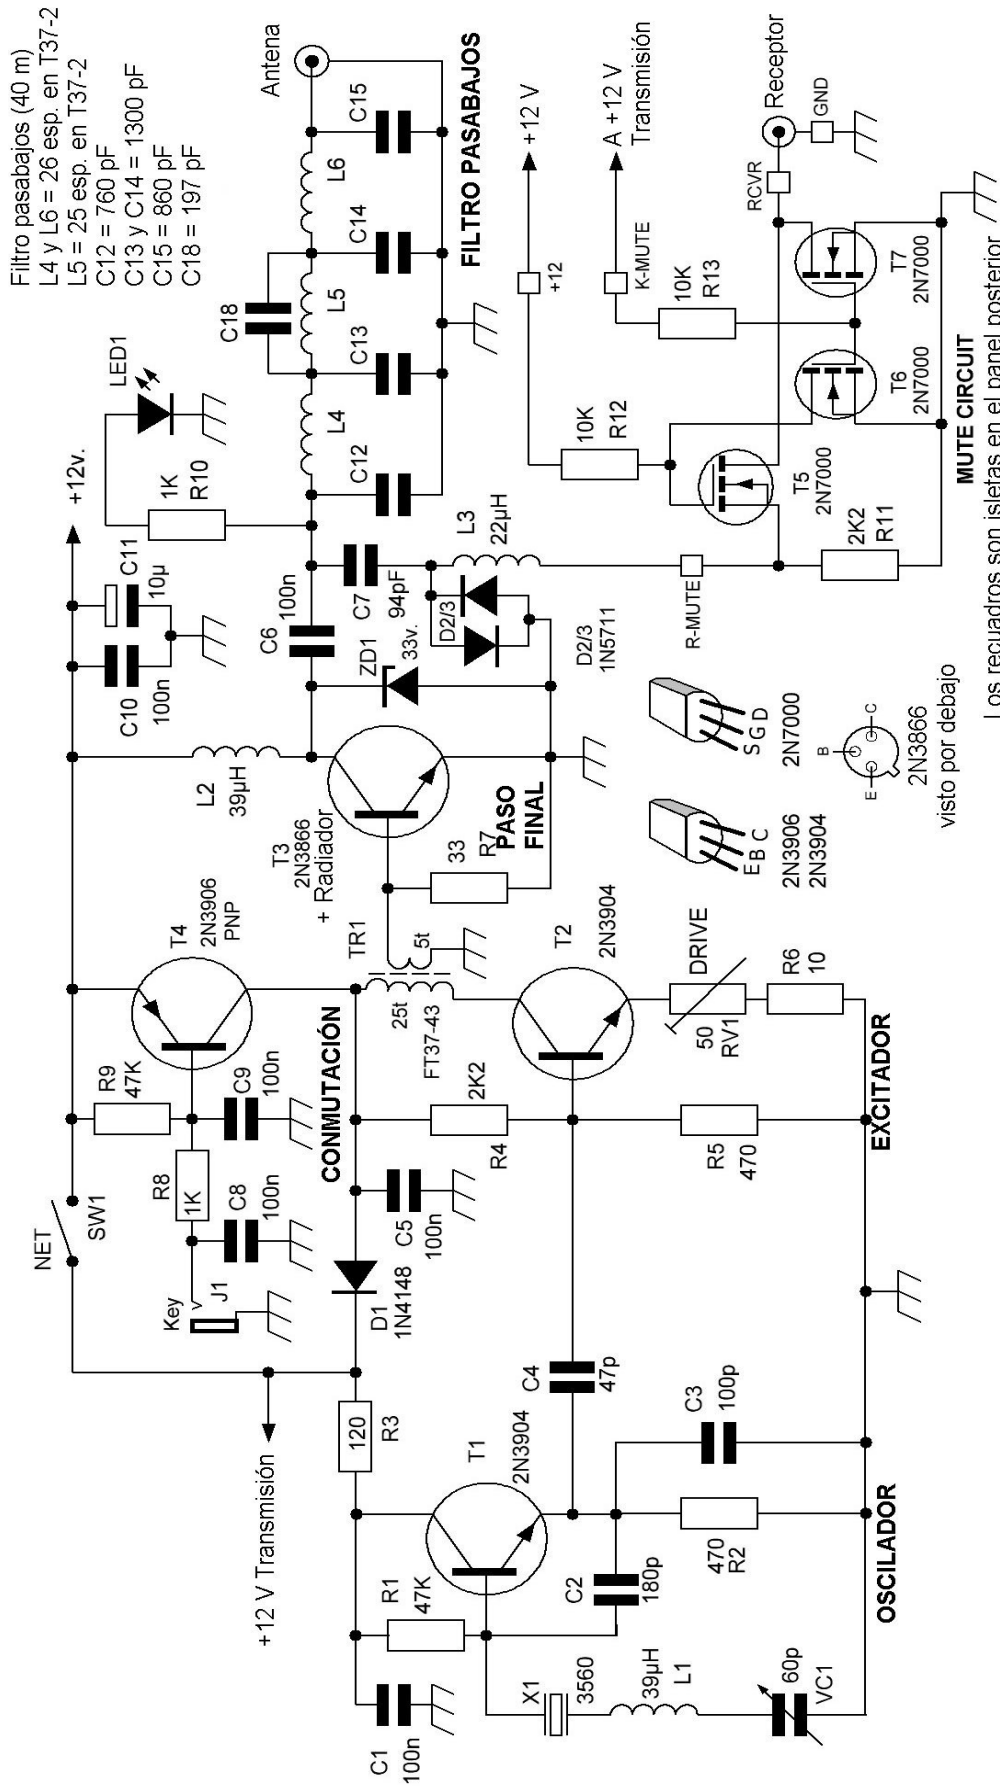 Filtro pasabajos (40 m)
L4 y L6 = 26 esp. en T37-2
L5 = 25 esp. en T37-2
C12 = 760 pF
C13 y C14 = 1300 pF
C15 = 860 pF
C18 = 197 pF
NET
SW1
+12v.
Key
J1
R8
1K
C8
100n
R9
47K
C9
100n
T4
2N3906
PNP
CONMUTACIÓN
L2
39µH
C10
100n
C11
10µ
1K
R10
LED1
Antena
C6
100n
C7
94pF
ZD1
33v.
D2/3
D2/3
1N5711
L3
22µH
C12
L4
C13
L5
C18
C14
L6
C15
FILTRO PASABAJOS
+12 V Transmisión
120
R3
D1
1N4148
C5
100n
TR1
25t
5t
FT37-43
T3
2N3866
+ Radiador
33
R7
PASO
FINAL
2K2
R4
T2
2N3904
DRIVE
50
RV1
R6
10
R5
470
EXCITADOR
C1
100n
R1
47K
T1
2N3904
C4
47p
C2
180p
C3
100p
470
R2
X1
3560
39µH
L1
60p
VC1
OSCILADOR
+12 V
+12
A +12 V
Transmisión
K-MUTE
10K
R12
10K
R13
RCVR
Receptor
GND
R-MUTE
T5
2N7000
T6
2N7000
T7
2N7000
2K2
R11
MUTE CIRCUIT
E B C
2N3906
2N3904
S G D
2N7000
B
E
C
2N3866
visto por debajo
Los recuadros son isletas en el panel posterior